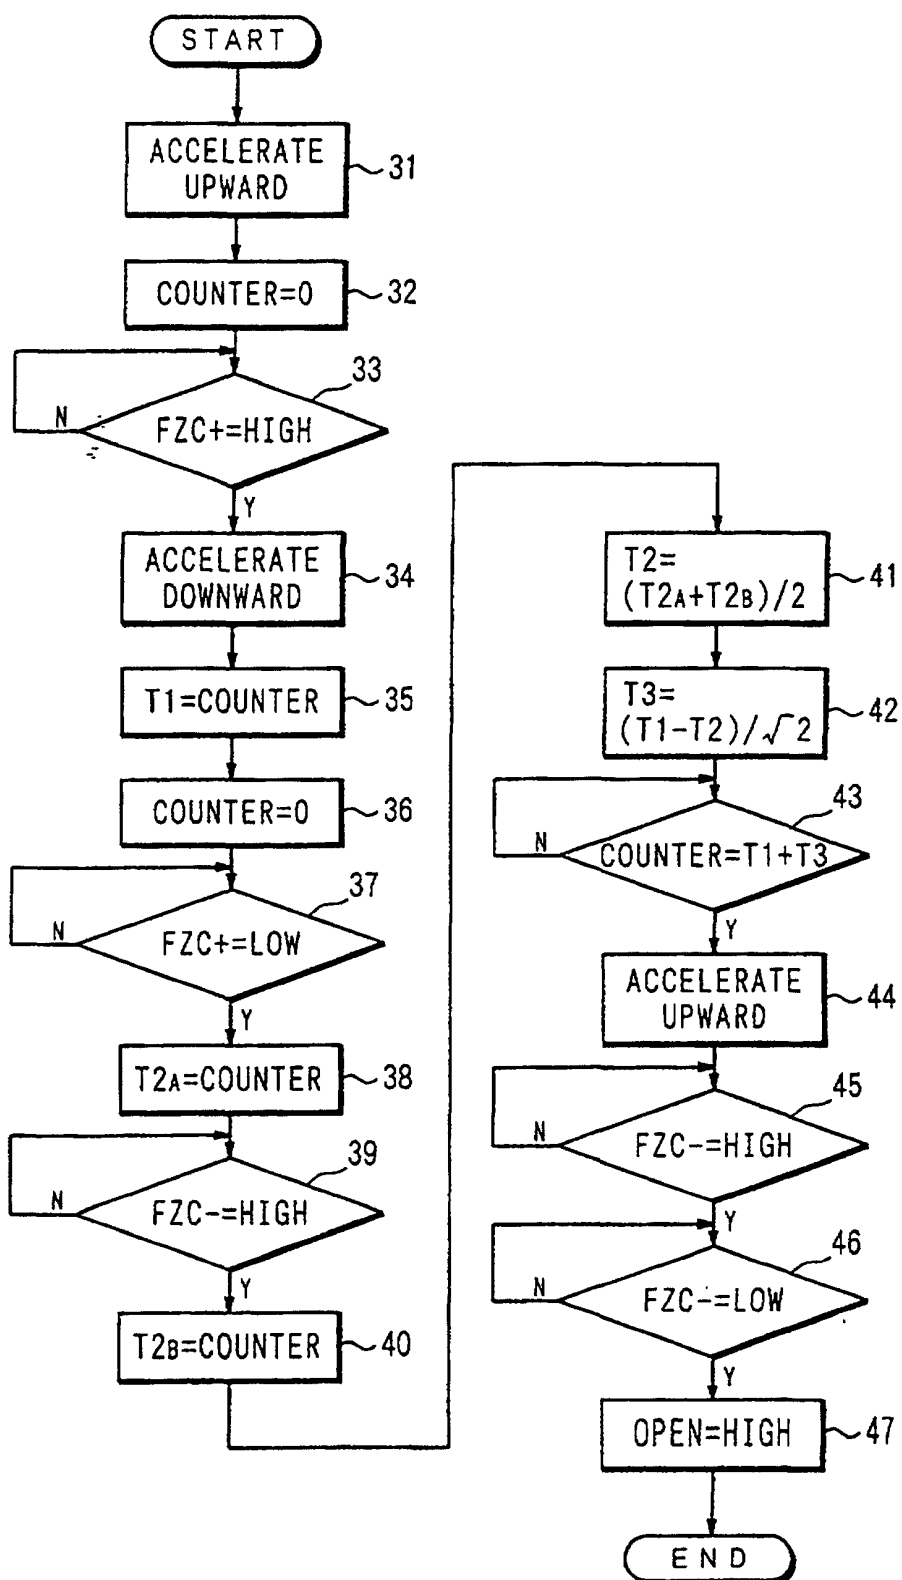 START
ACCELERATE
UPWARD
31
COUNTER=0
32
33
FZC+=HIGH
N
Y
ACCELERATE
DOWNWARD
34
T1=COUNTER
35
COUNTER=0
36
37
FZC+=LOW
N
Y
T2A=COUNTER
38
39
FZC-=HIGH
N
Y
T2B=COUNTER
40
T2=
(T2A+T2B)/2
41
T3=
(T1-T2)/√2
42
43
COUNTER=T1+T3
N
Y
ACCELERATE
UPWARD
44
45
FZC-=HIGH
N
Y
46
FZC-=LOW
N
Y
OPEN=HIGH
47
END